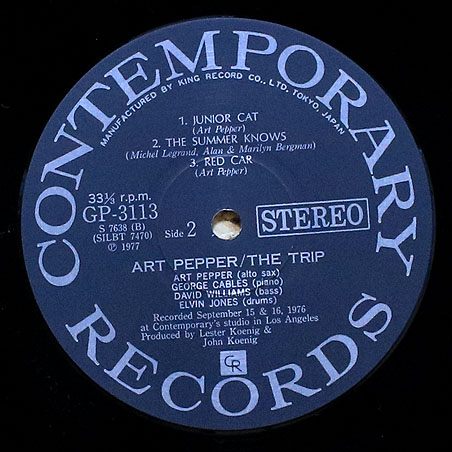 CONTEMPORARY
MANUFACTURED BY KING RECORD CO., LTD. TOKYO, JAPAN
1. JUNIOR CAT
(Art Pepper)
2. THE SUMMER KNOWS
(Michel Legrand, Alan & Marilyn Bergman)
3. RED CAR
(Art Pepper)
33⅓ r.p.m.
GP-3113
S 7638 (B)
(SILBT 7470)
℗ 1977
Side 2
STEREO
ART PEPPER/THE TRIP
ART PEPPER (alto sax)
GEORGE CABLES (piano)
DAVID WILLIAMS (bass)
ELVIN JONES (drums)
Recorded September 15 & 16, 1976
at Contemporary's studio in Los Angeles
Produced by Lester Koenig &
John Koenig
CR
RECORDS